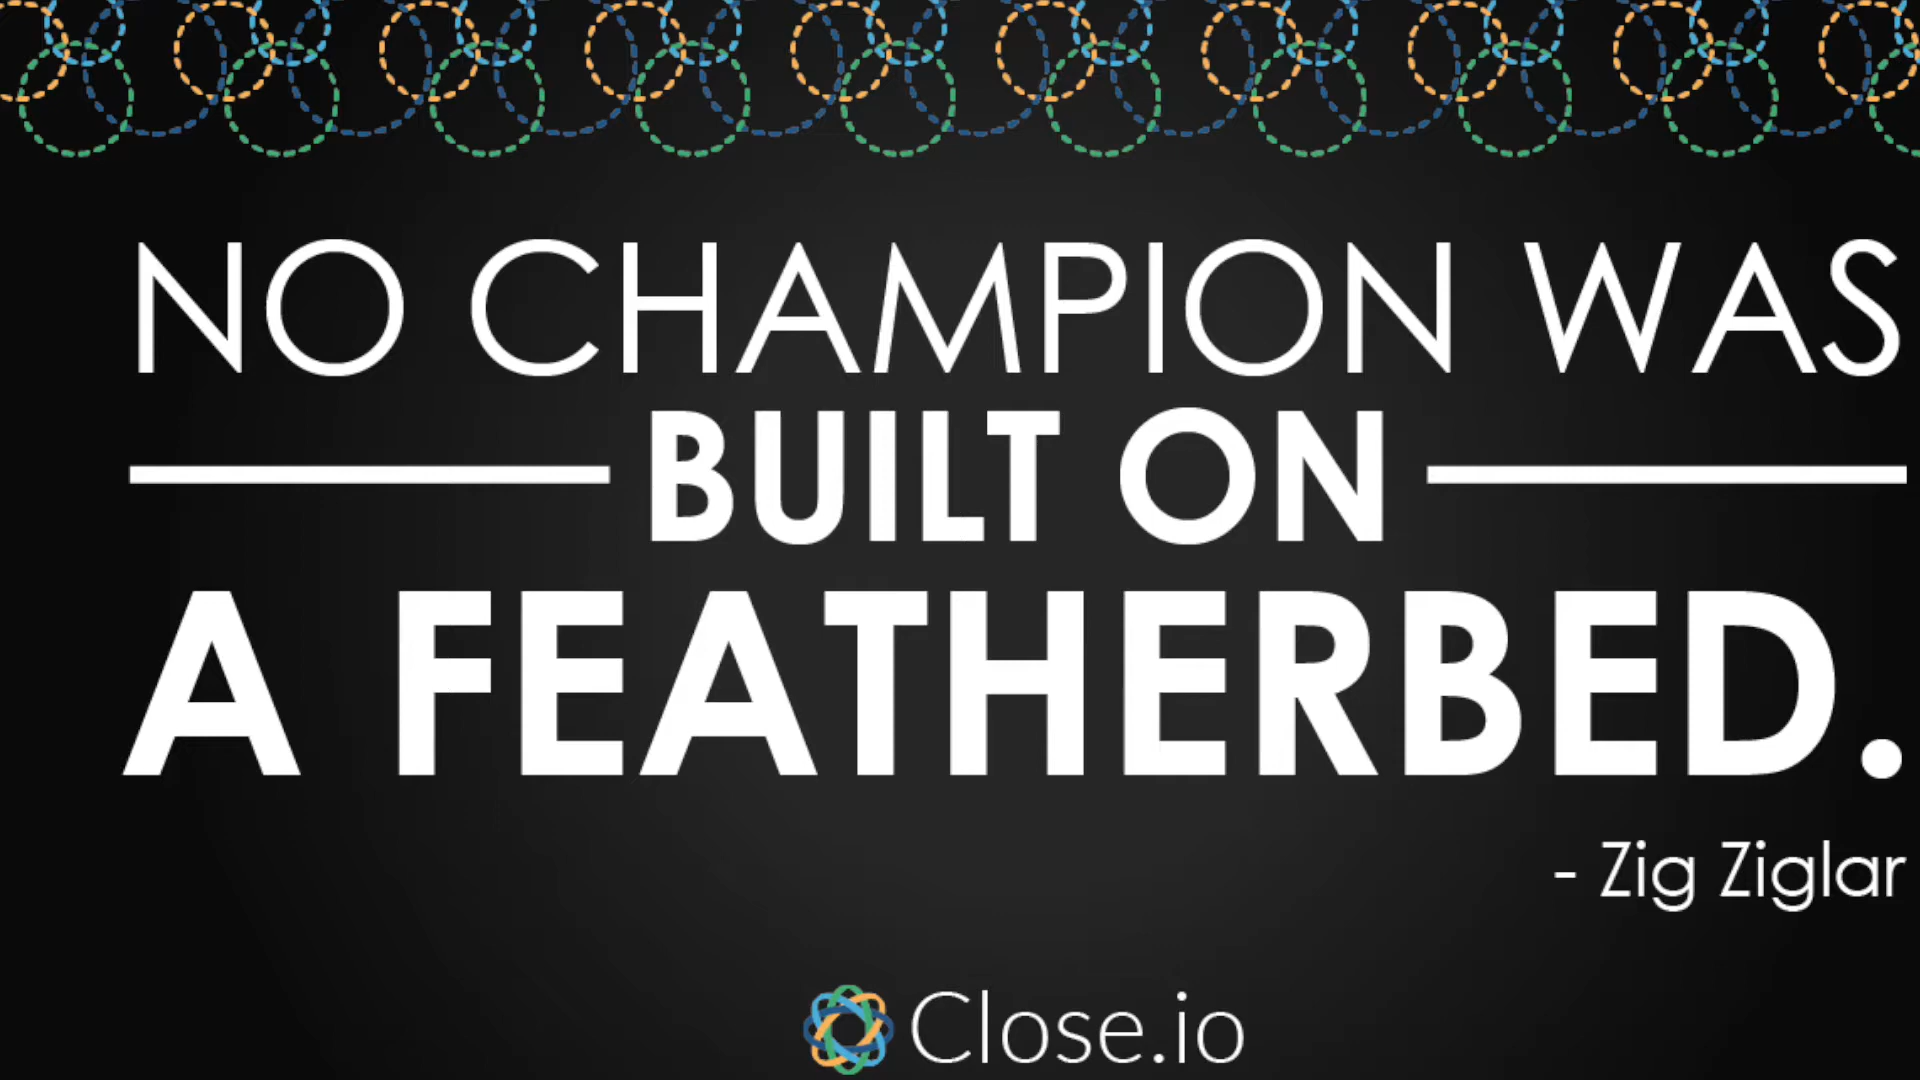 NO CHAMPION WAS
BUILT ON
A FEATHERBED.
- Zig Ziglar
Close.io